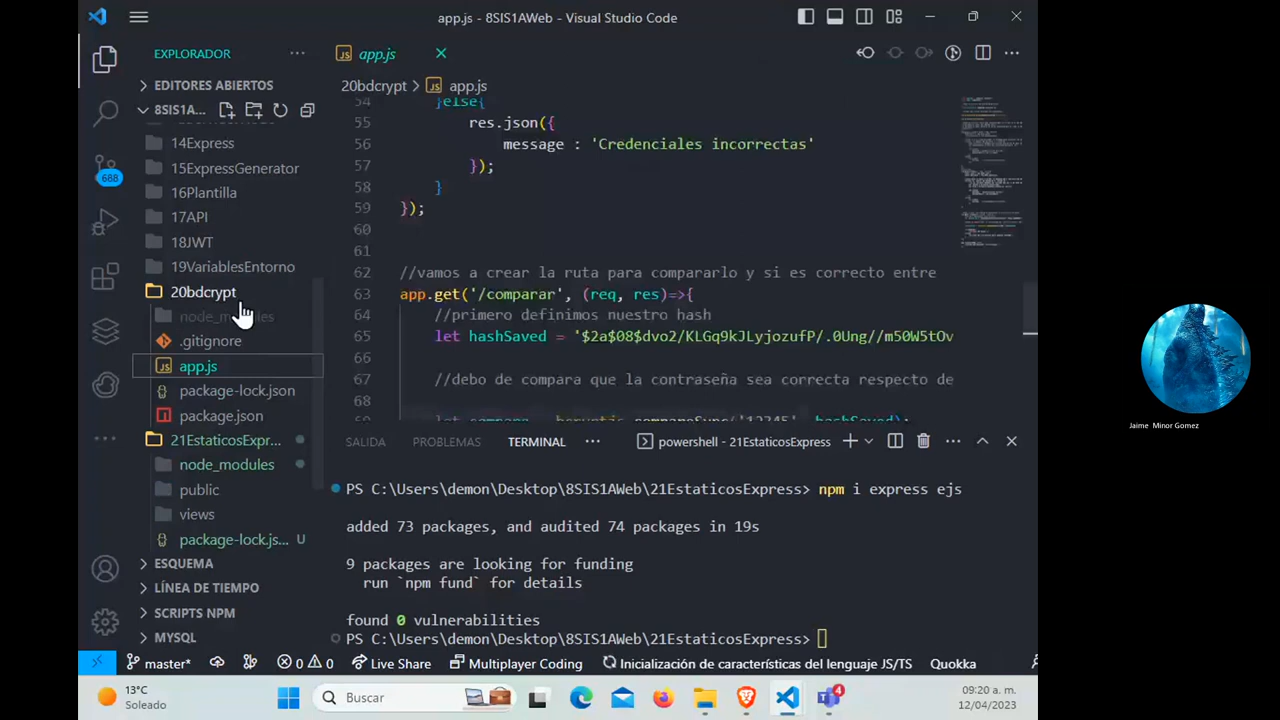 app.js - 8SIS1AWeb - Visual Studio Code
EXPLORADOR
EDITORES ABIERTOS
8SIS1A...
14Express
15ExpressGenerator
16Plantilla
17API
18JWT
19VariablesEntorno
20bdcrypt
node_modules
.gitignore
app.js
package-lock.json
package.json
21EstaticosExpr...
node_modules
public
views
package-lock.js... U
ESQUEMA
LÍNEA DE TIEMPO
SCRIPTS NPM
MYSQL
688
JS app.js
20bdcrypt > JS app.js
54 }else{
55 res.json({
56 message : 'Credenciales incorrectas'
57 });
58 }
59 });
60
61
62 //vamos a crear la ruta para compararlo y si es correcto entre
63 app.get('/comparar', (req, res)=>{
64 //primero definimos nuestro hash
65 let hashSaved = '$2a$08$dvo2/KLGq9kJLyjozufP/.0Ung//m50W5tOv
66
67 //debo de compara que la contraseña sea correcta respecto de
68
SALIDA PROBLEMAS TERMINAL powershell - 21EstaticosExpress
PS C:\Users\demon\Desktop\8SIS1AWeb\21EstaticosExpress> npm i express ejs
added 73 packages, and audited 74 packages in 19s
9 packages are looking for funding
run `npm fund` for details
found 0 vulnerabilities
PS C:\Users\demon\Desktop\8SIS1AWeb\21EstaticosExpress>
master* 0 0 Live Share Multiplayer Coding Inicialización de características del lenguaje JS/TS Quokka
13°C
Soleado
Buscar
4
09:20 a. m.
12/04/2023
Jaime Minor Gomez